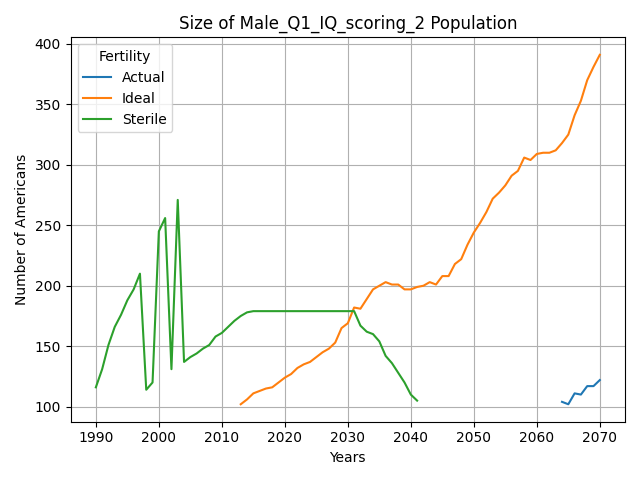 Size of Male_Q1_IQ_scoring_2 Population
Number of Americans
400
350
300
250
200
150
100
Fertility
Actual
Ideal
Sterile
1990 2000 2010 2020 2030 2040 2050 2060 2070
Years